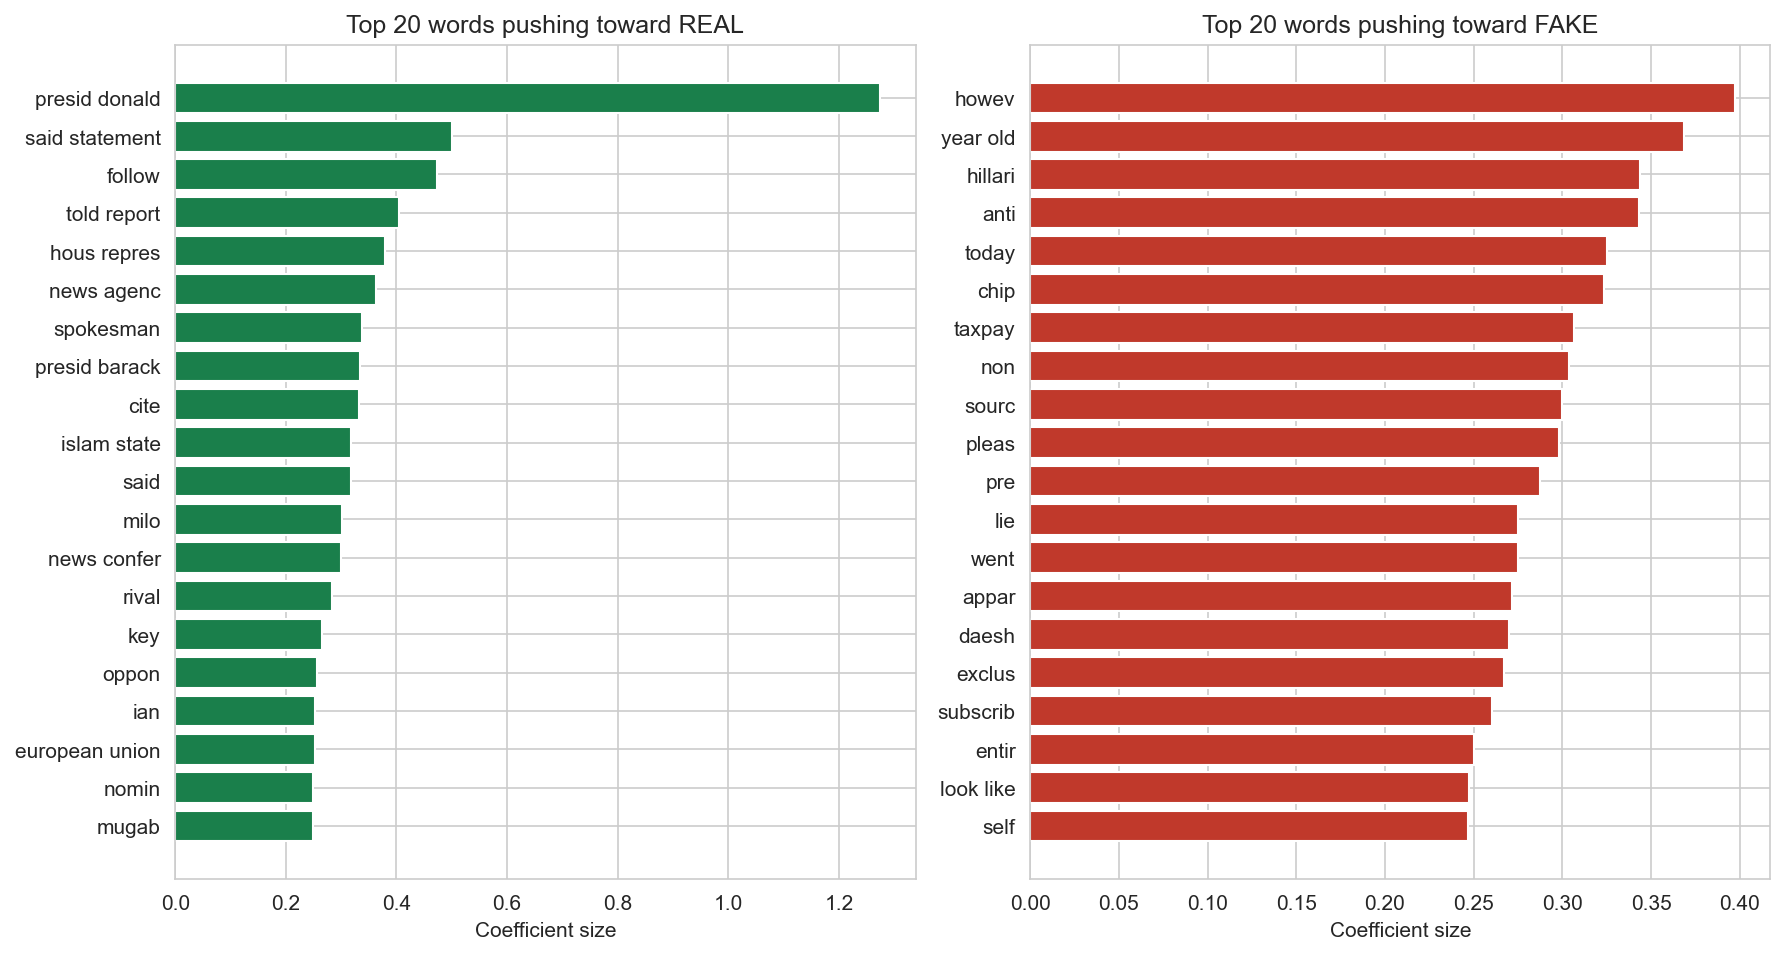 Top 20 words pushing toward REAL
presid donald
said statement
follow
told report
hous repres
news agenc
spokesman
presid barack
cite
islam state
said
milo
news confer
rival
key
oppon
ian
european union
nomin
mugab
0.0 0.2 0.4 0.6 0.8 1.0 1.2
Coefficient size
Top 20 words pushing toward FAKE
howev
year old
hillari
anti
today
chip
taxpay
non
sourc
pleas
pre
lie
went
appar
daesh
exclus
subscrib
entir
look like
self
0.00 0.05 0.10 0.15 0.20 0.25 0.30 0.35 0.40
Coefficient size